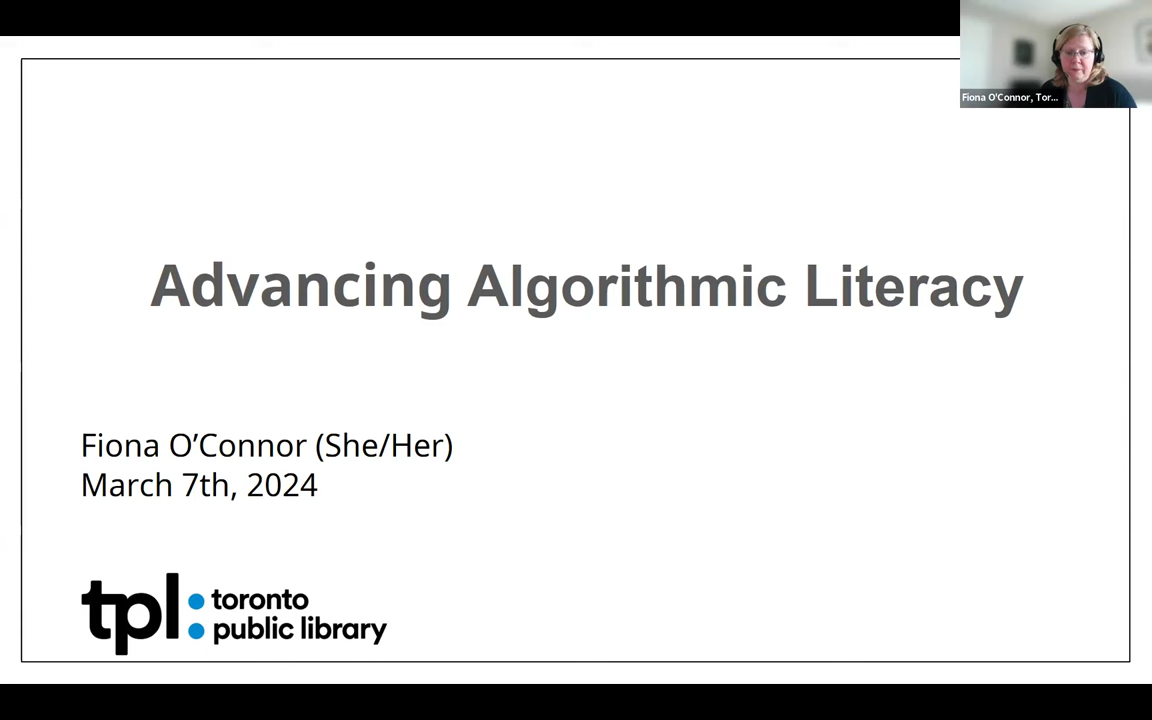 Fiona O'Connor, Tor...
Advancing Algorithmic Literacy
Fiona O’Connor (She/Her)
March 7th, 2024
tpl: toronto
public library